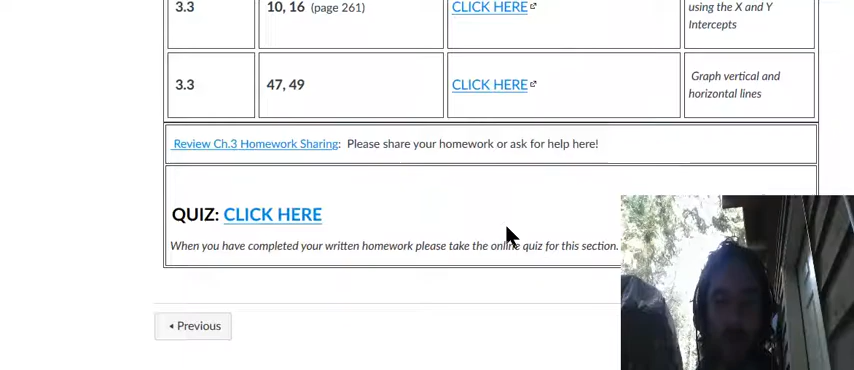 3.3
10, 16 (page 261)
CLICK HERE
using the X and Y
Intercepts
3.3
47, 49
CLICK HERE
Graph vertical and
horizontal lines
Review Ch.3 Homework Sharing: Please share your homework or ask for help here!
QUIZ: CLICK HERE
When you have completed your written homework please take the online quiz for this section.
◂ Previous